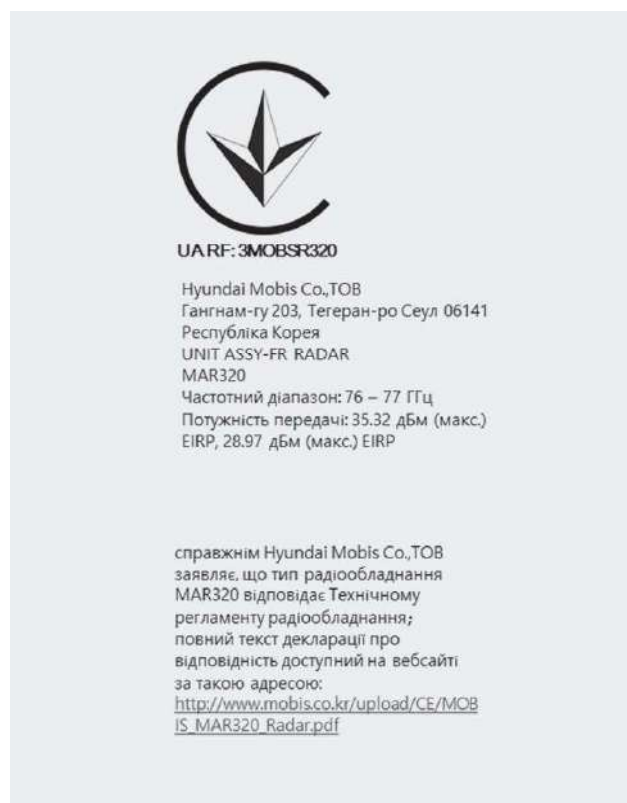 UA RF: 3MOBSR320
Hyundai Mobis Co.,ТОВ
Гангнам-гу 203, Тегеран-ро Сеул 06141
Республіка Корея
UNIT ASSY-FR RADAR
MAR320
Частотний діапазон: 76 – 77 ГГц
Потужність передачі: 35.32 дБм (макс.)
EIRP, 28.97 дБм (макс.) EIRP
справжнім Hyundai Mobis Co.,ТОВ
заявляє, що тип радіообладнання
MAR320 відповідає Технічному
регламенту радіообладнання;
повний текст декларації про
відповідність доступний на вебсайті
за такою адресою:
http://www.mobis.co.kr/upload/CE/MOB
IS_MAR320_Radar.pdf